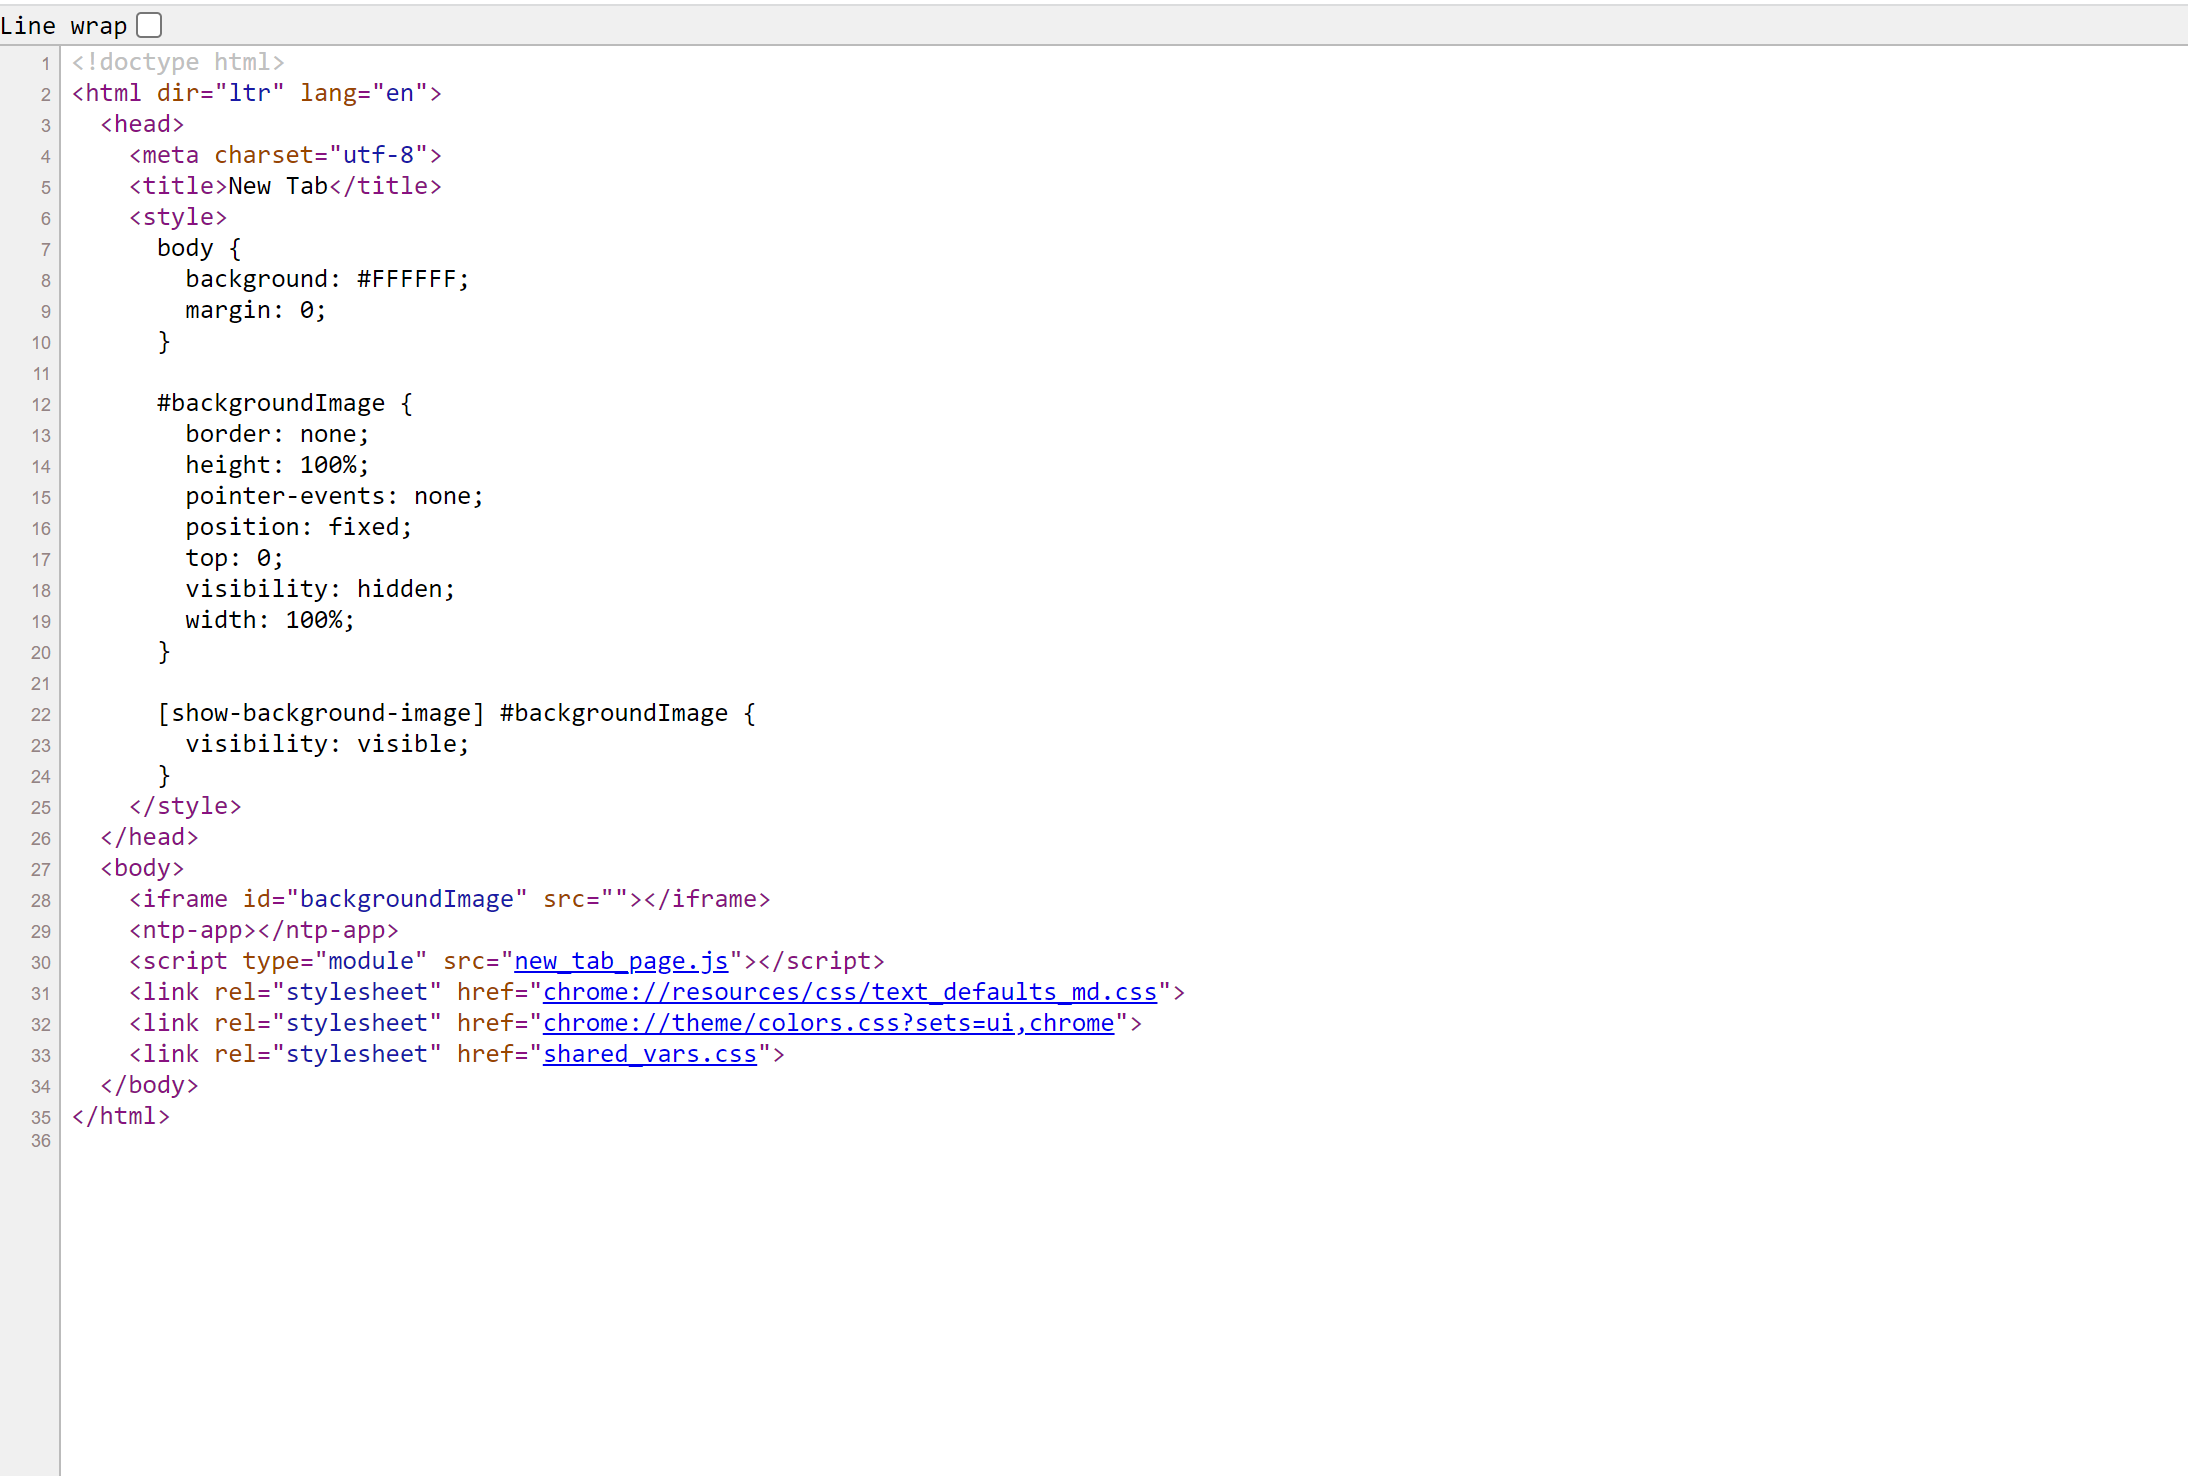 Line wrap
1 <!doctype html>
2 <html dir="ltr" lang="en">
3   <head>
4     <meta charset="utf-8">
5     <title>New Tab</title>
6     <style>
7       body {
8         background: #FFFFFF;
9         margin: 0;
10       }
11
12       #backgroundImage {
13         border: none;
14         height: 100%;
15         pointer-events: none;
16         position: fixed;
17         top: 0;
18         visibility: hidden;
19         width: 100%;
20       }
21
22       [show-background-image] #backgroundImage {
23         visibility: visible;
24       }
25     </style>
26   </head>
27   <body>
28     <iframe id="backgroundImage" src=""></iframe>
29     <ntp-app></ntp-app>
30     <script type="module" src="new_tab_page.js"></script>
31     <link rel="stylesheet" href="chrome://resources/css/text_defaults_md.css">
32     <link rel="stylesheet" href="chrome://theme/colors.css?sets=ui,chrome">
33     <link rel="stylesheet" href="shared_vars.css">
34   </body>
35 </html>
36